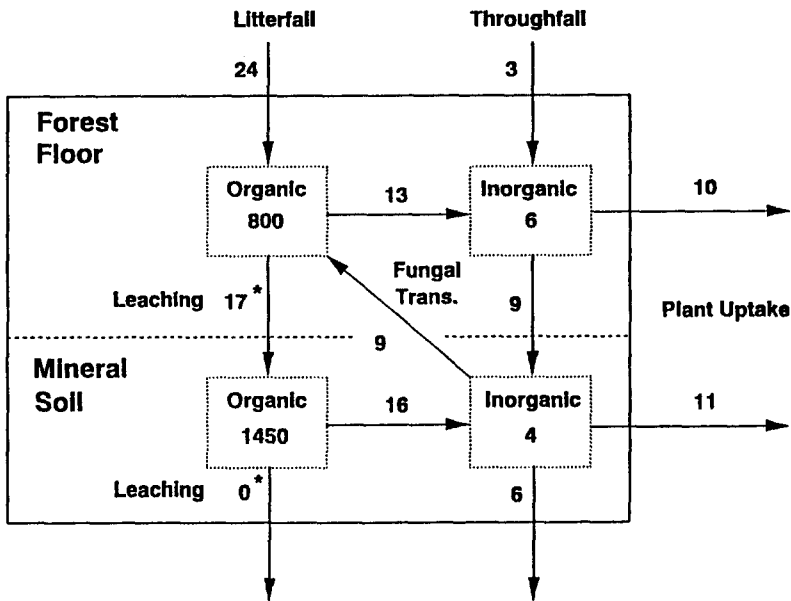 Litterfall
Throughfall
24
3
Forest
Floor
Organic
800
13
Inorganic
6
10
Leaching 17*
Fungal
Trans.
9
Plant Uptake
9
Mineral
Soil
Organic
1450
16
Inorganic
4
11
Leaching 0*
6